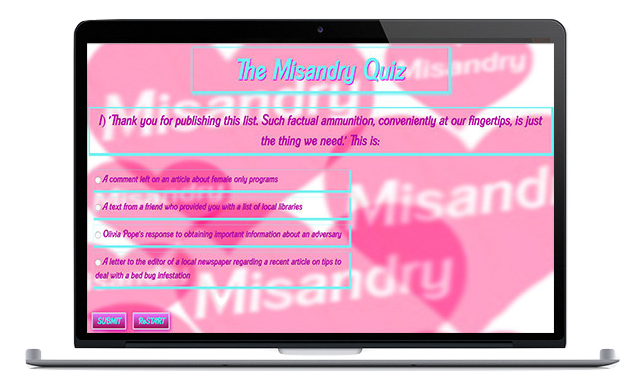 The Misandry Quiz
Misandry
Misandry
1) 'Thank you for publishing this list. Such factual ammunition, conveniently at our fingertips, is just
the thing we need.' This is:
A comment left on an article about female only programs
A text from a friend who provided you with a list of local libraries
Misandry
Olivia Pope's response to obtaining important information about an adversary
A letter to the editor of a local newspaper regarding a recent article on tips to
deal with a bed bug infestation
Misandry
SUBMIT ReSTART